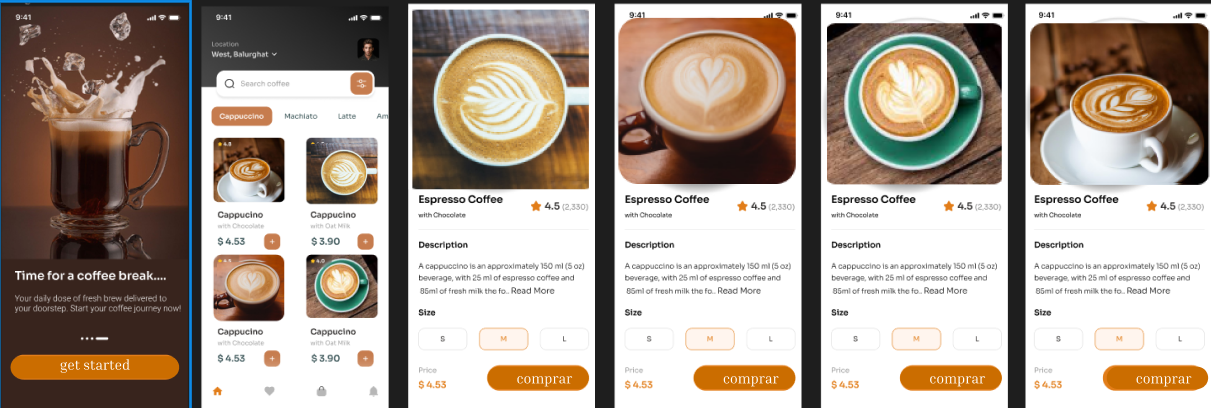 9:41
Time for a coffee break....
Your daily dose of fresh brew delivered to
your doorstep. Start your coffee journey now!
get started
9:41
Location
West, Balurghat
Search coffee
Cappuccino
Machiato
Latte
Am
4.8
Cappucino
with Chocolate
$ 4.53
Cappucino
with Oat Milk
$ 3.90
4.5
4.0
Cappucino
with Chocolate
$ 4.53
Cappucino
with Oat Milk
$ 3.90
Espresso Coffee
with Chocolate
4.5 (2,330)
Description
A cappuccino is an approximately 150 ml (5 oz)
beverage, with 25 ml of espresso coffee and
85ml of fresh milk the fo.. Read More
Size
S
M
L
Price
$ 4.53
comprar
9:41
Espresso Coffee
with Chocolate
4.5 (2,330)
Description
A cappuccino is an approximately 150 ml (5 oz)
beverage, with 25 ml of espresso coffee and
85ml of fresh milk the fo.. Read More
Size
S
M
L
Price
$ 4.53
comprar
9:41
Espresso Coffee
with Chocolate
4.5 (2,330)
Description
A cappuccino is an approximately 150 ml (5 oz)
beverage, with 25 ml of espresso coffee and
85ml of fresh milk the fo.. Read More
Size
S
M
L
Price
$ 4.53
comprar
9:41
Espresso Coffee
with Chocolate
4.5 (2,330)
Description
A cappuccino is an approximately 150 ml (5 oz)
beverage, with 25 ml of espresso coffee and
85ml of fresh milk the fo.. Read More
Size
S
M
L
Price
$ 4.53
comprar